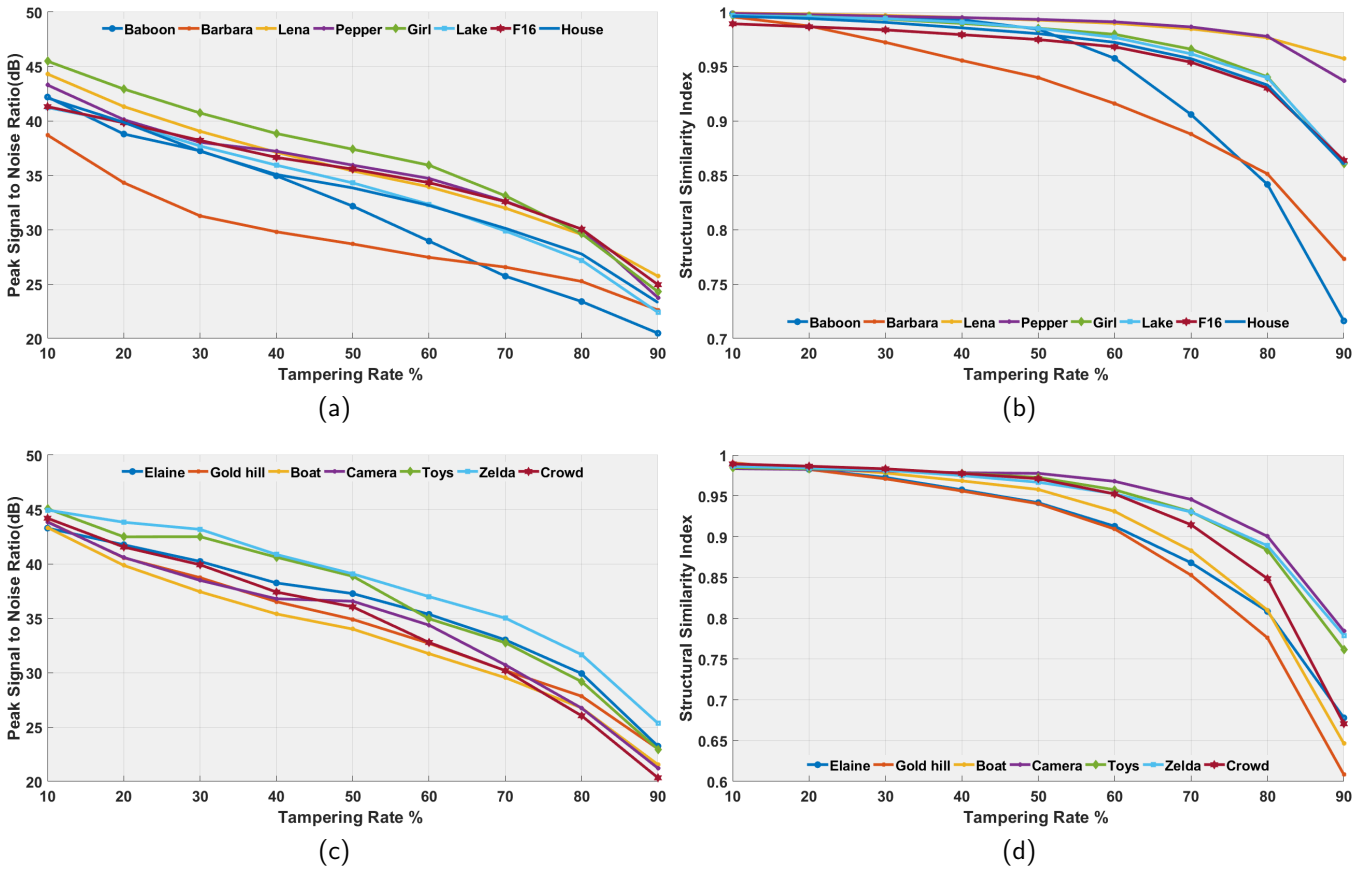 Peak Signal to Noise Ratio(dB)
50
45
40
35
30
25
20
Baboon Barbara Lena Pepper Girl Lake F16 House
10 20 30 40 50 60 70 80 90
Tampering Rate %
(a)
Structural Similarity Index
1
0.95
0.9
0.85
0.8
0.75
0.7
Baboon Barbara Lena Pepper Girl Lake F16 House
10 20 30 40 50 60 70 80 90
Tampering Rate %
(b)
Peak Signal to Noise Ratio(dB)
50
45
40
35
30
25
20
Elaine Gold hill Boat Camera Toys Zelda Crowd
10 20 30 40 50 60 70 80 90
Tampering Rate %
(c)
Structural Similarity Index
1
0.95
0.9
0.85
0.8
0.75
0.7
0.65
0.6
Elaine Gold hill Boat Camera Toys Zelda Crowd
10 20 30 40 50 60 70 80 90
Tampering Rate %
(d)